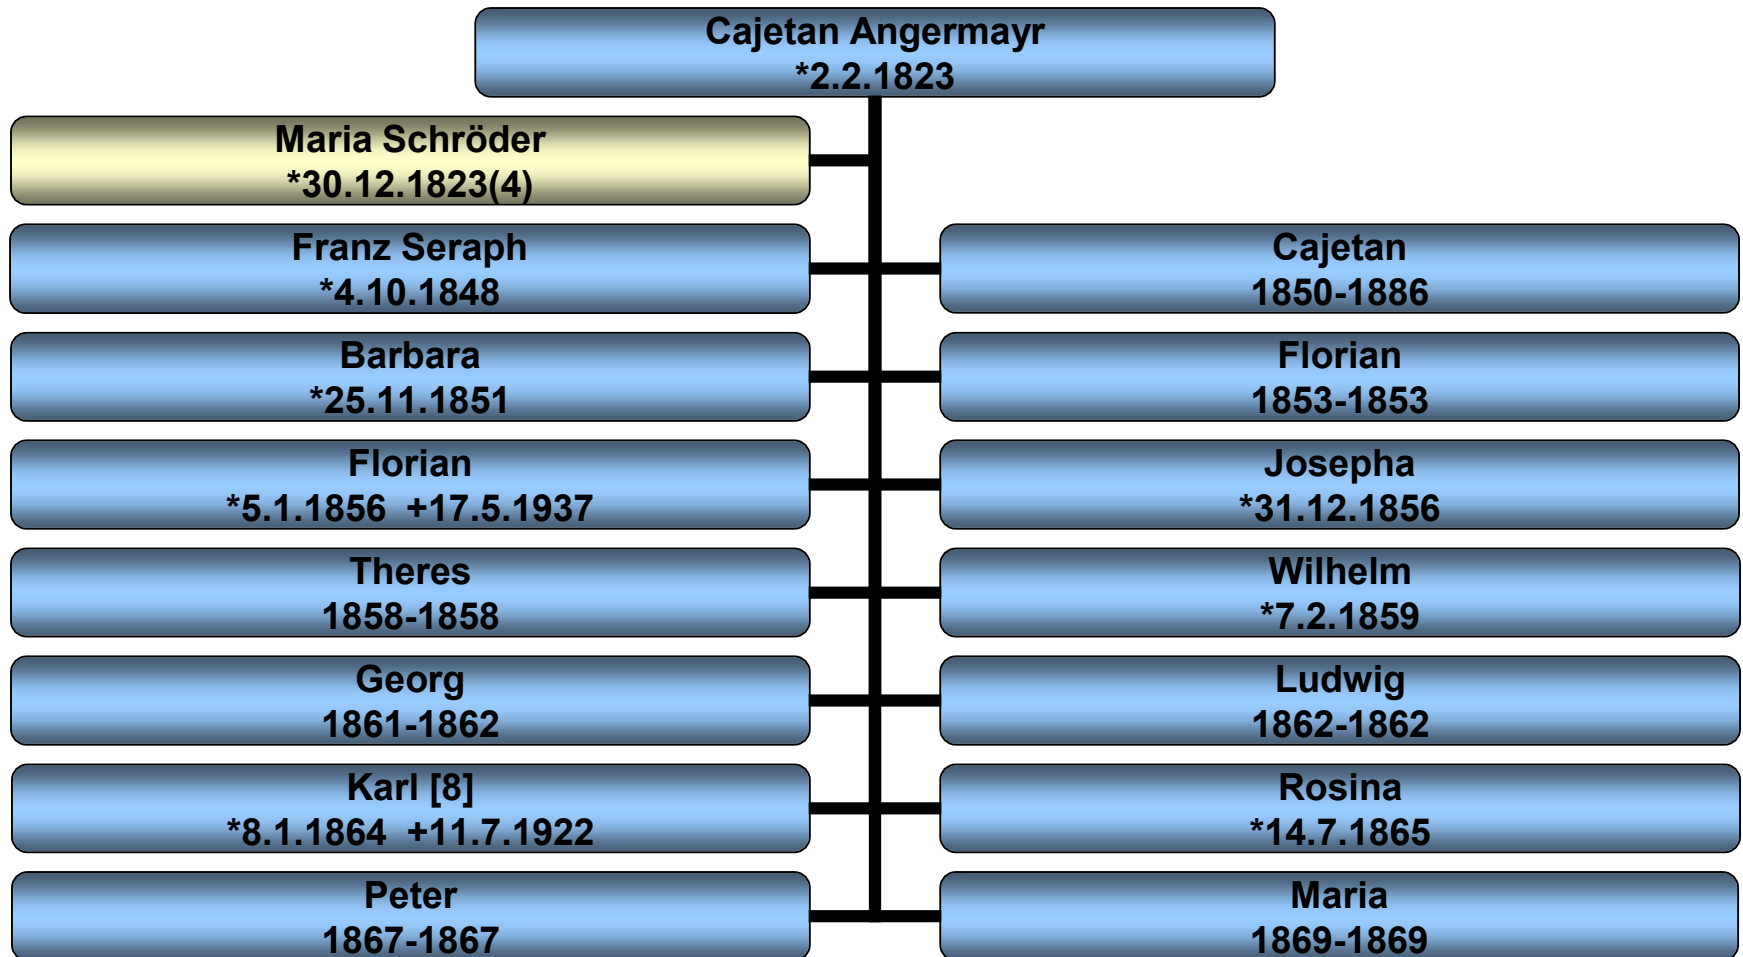 Cajetan Angermayr
*2.2.1823
Maria Schröder
*30.12.1823(4)
Franz Seraph
*4.10.1848
Cajetan
1850-1886
Barbara
*25.11.1851
Florian
1853-1853
Florian
*5.1.1856  +17.5.1937
Josepha
*31.12.1856
Theres
1858-1858
Wilhelm
*7.2.1859
Georg
1861-1862
Ludwig
1862-1862
Karl [8]
*8.1.1864  +11.7.1922
Rosina
*14.7.1865
Peter
1867-1867
Maria
1869-1869